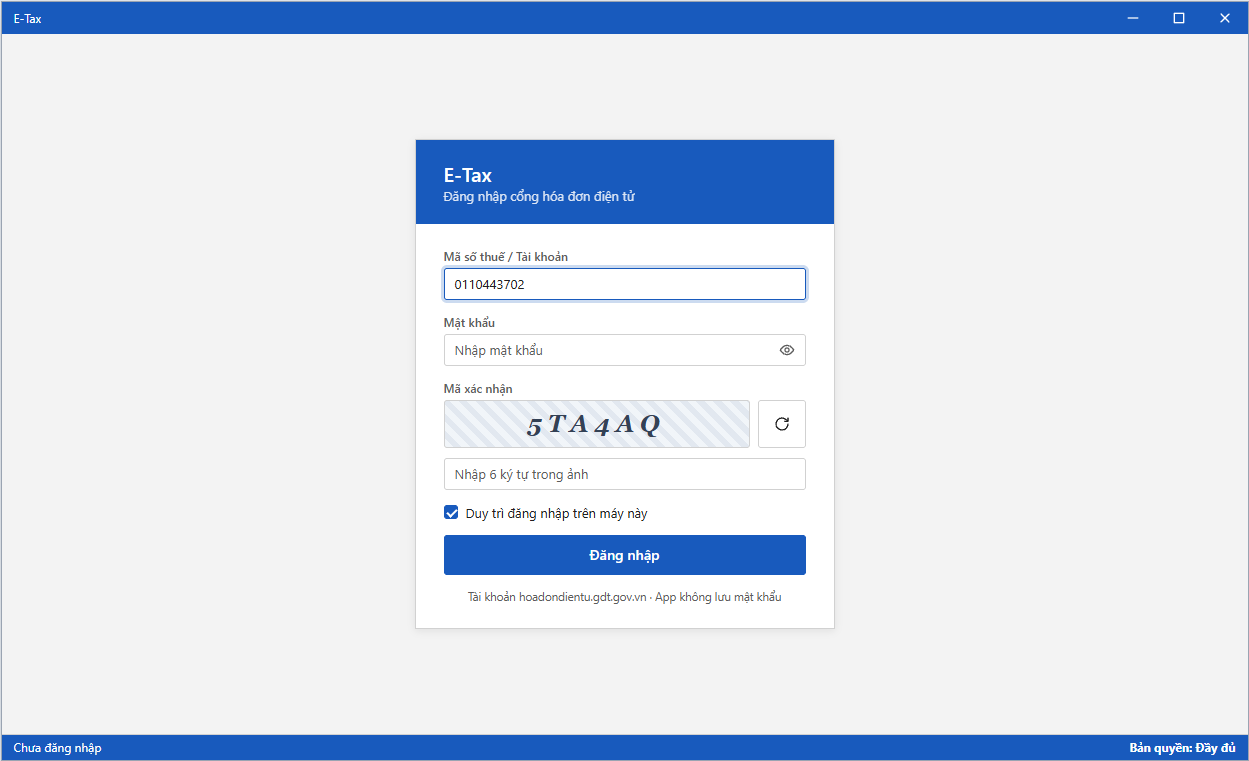 E-Tax
E-Tax
Đăng nhập cổng hóa đơn điện tử
Mã số thuế / Tài khoản
0110443702
Mật khẩu
Nhập mật khẩu
Mã xác nhận
5TA4AQ
Nhập 6 ký tự trong ảnh
Duy trì đăng nhập trên máy này
Đăng nhập
Tài khoản hoadondientu.gdt.gov.vn · App không lưu mật khẩu
Chưa đăng nhập
Bản quyền: Đầy đủ